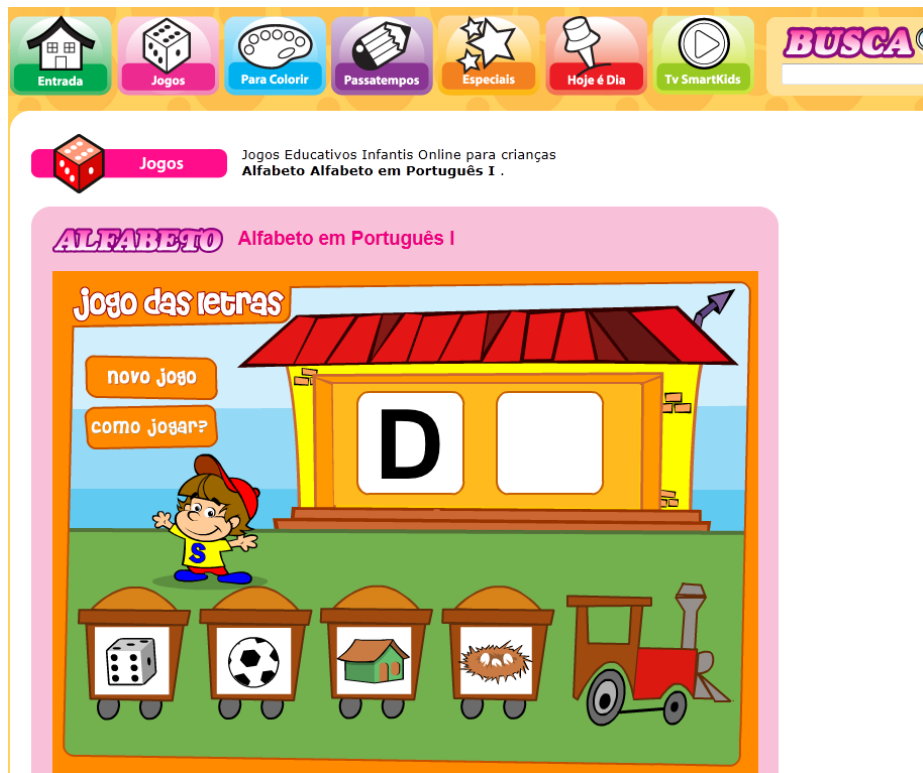 Entrada
Jogos
Para Colorir
Passatempos
Especiais
Hoje é Dia
Tv SmartKids
BUSCA
Jogos
Jogos Educativos Infantis Online para crianças
Alfabeto Alfabeto em Português I .
ALFABETO Alfabeto em Português I
jogo das letras
novo jogo
como jogar?
D
S